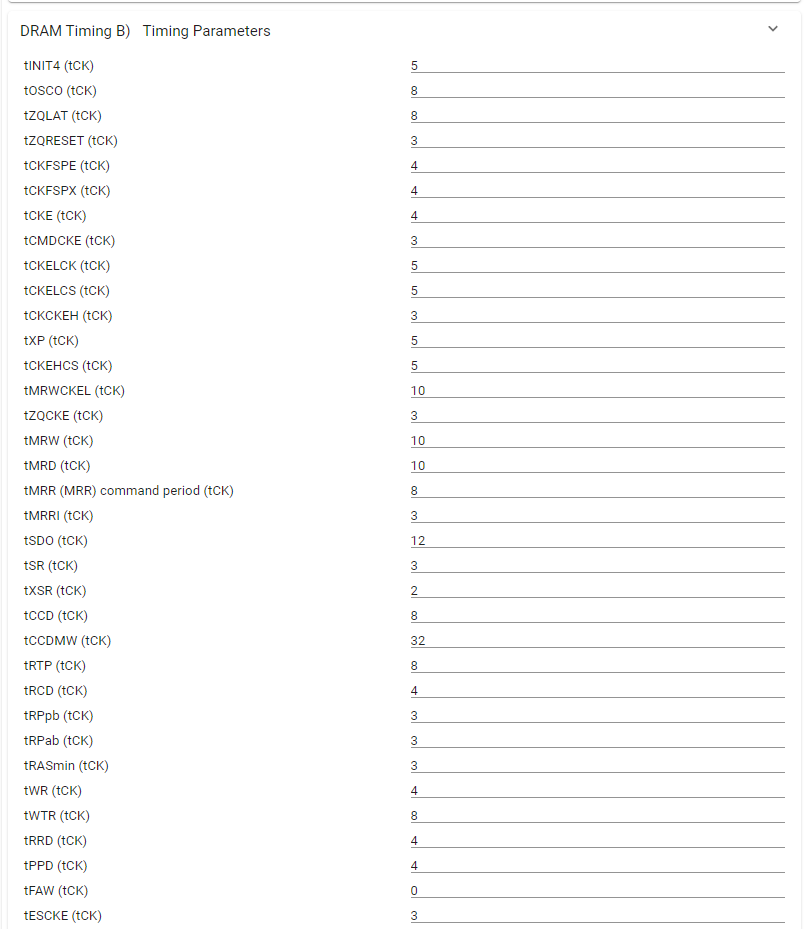 DRAM Timing B) Timing Parameters
tINIT4 (tCK) 5
tOSCO (tCK) 8
tZQLAT (tCK) 8
tZQRESET (tCK) 3
tCKFSPE (tCK) 4
tCKFSPX (tCK) 4
tCKE (tCK) 4
tCMDCKE (tCK) 3
tCKELCK (tCK) 5
tCKELCS (tCK) 5
tCKCKEH (tCK) 3
tXP (tCK) 5
tCKEHCS (tCK) 5
tMRWCKEL (tCK) 10
tZQCKE (tCK) 3
tMRW (tCK) 10
tMRD (tCK) 10
tMRR (MRR) command period (tCK) 8
tMRRI (tCK) 3
tSDO (tCK) 12
tSR (tCK) 3
tXSR (tCK) 2
tCCD (tCK) 8
tCCDMW (tCK) 32
tRTP (tCK) 8
tRCD (tCK) 4
tRPpb (tCK) 3
tRPab (tCK) 3
tRASmin (tCK) 3
tWR (tCK) 4
tWTR (tCK) 8
tRRD (tCK) 4
tPPD (tCK) 4
tFAW (tCK) 0
tESCKE (tCK) 3